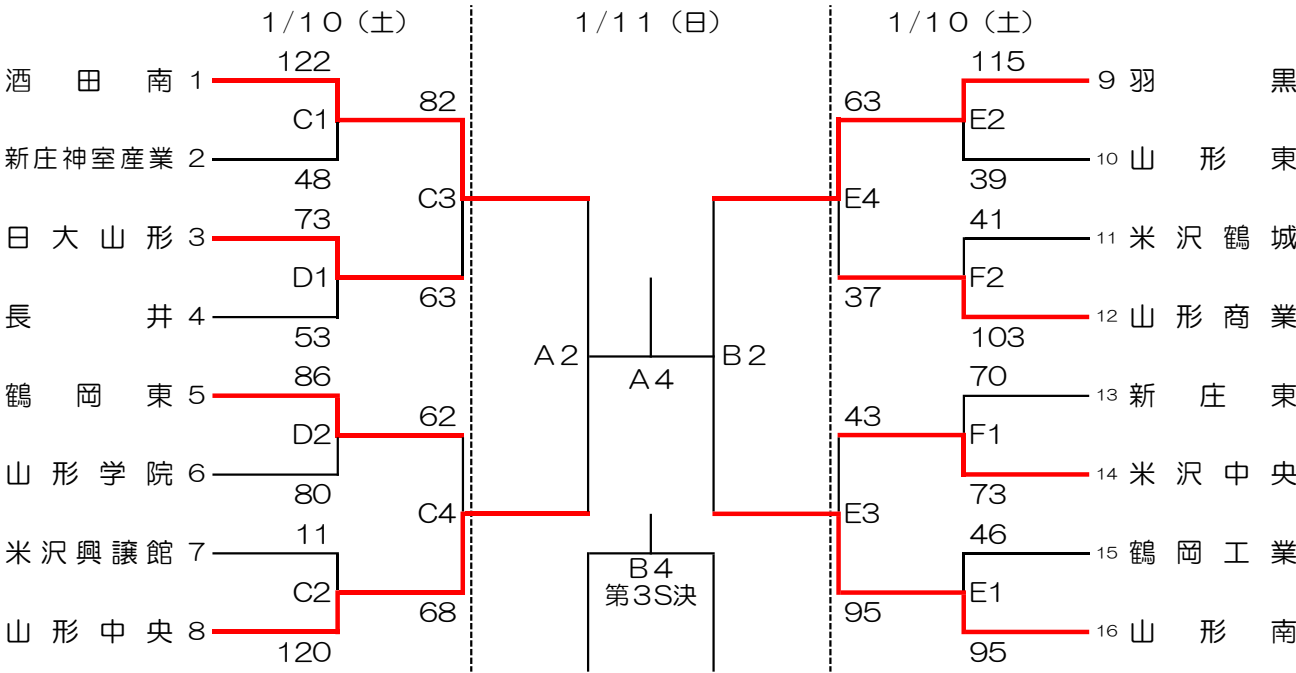 1/10（土） 1/11（日） 1/10（土）
122 115
酒田南 1 9 羽黒
82 63
C1 E2
新庄神室産業 2 10 山形東
48 39
C3 E4
73 41
日大山形 3 11 米沢鶴城
D1 F2
63 37
長井 4 12 山形商業
53 103
A2 B2
A4
86 70
鶴岡東 5 13 新庄東
62 43
D2 F1
山形学院 6 14 米沢中央
80 73
C4 E3
11 46
米沢興譲館 7 15 鶴岡工業
B4
C2 E1
第3S決
68 95
山形中央 8 16 山形南
120 95